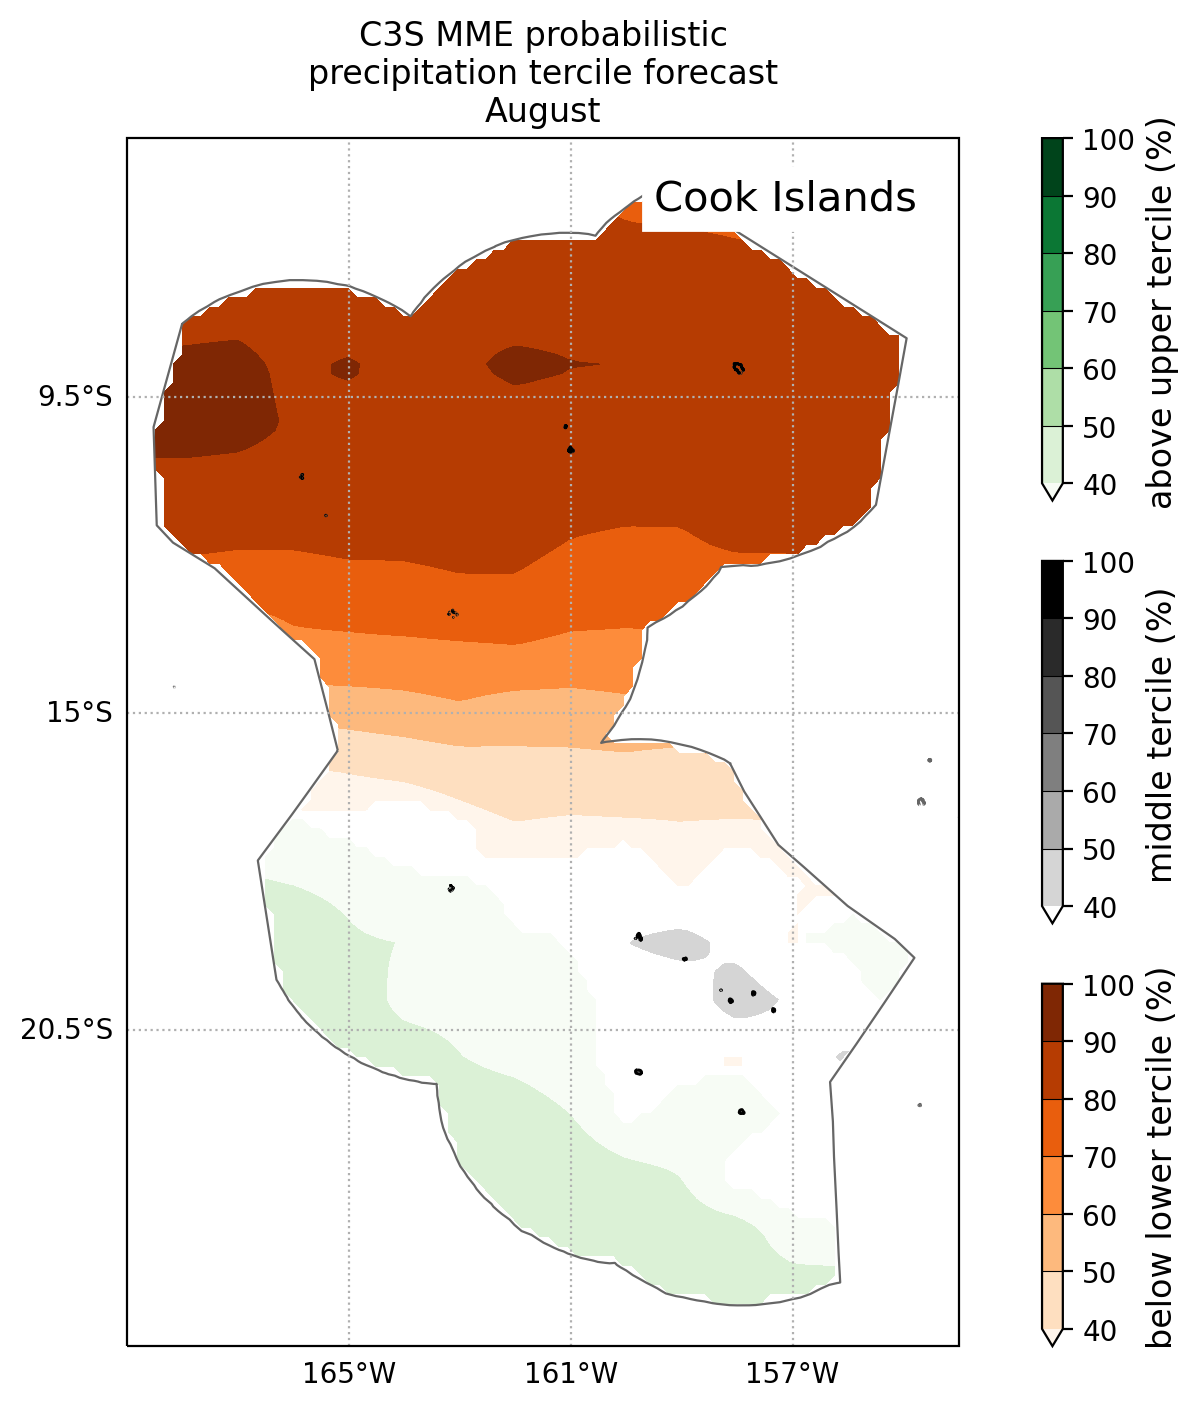 C3S MME probabilistic
precipitation tercile forecast
August
Cook Islands
9.5°S
15°S
20.5°S
165°W
161°W
157°W
100
90
80
70
60
50
40
above upper tercile (%)
100
90
80
70
60
50
40
middle tercile (%)
100
90
80
70
60
50
40
below lower tercile (%)